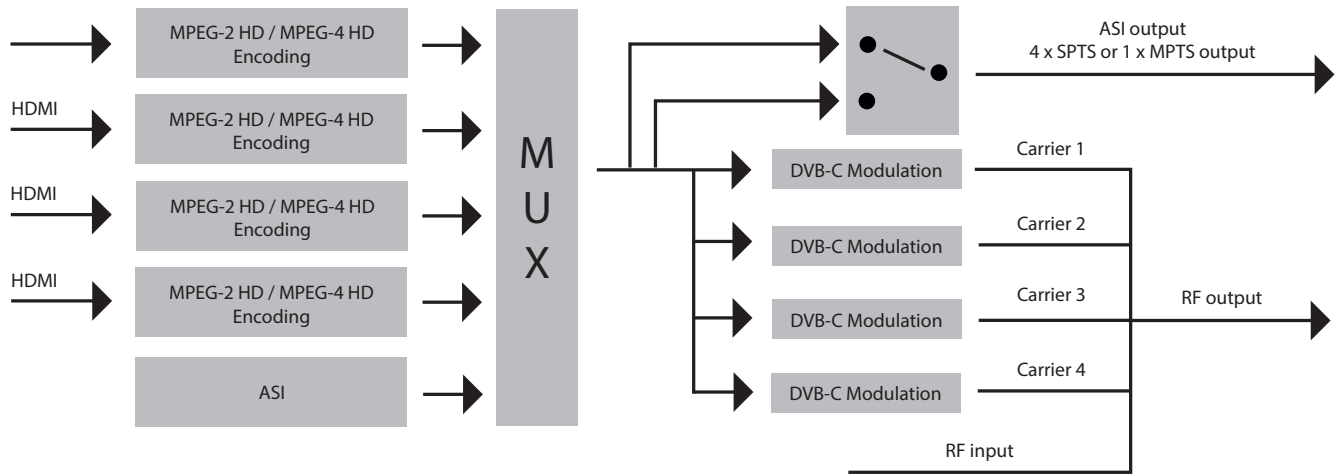 MPEG-2 HD / MPEG-4 HD
Encoding
HDMI
MPEG-2 HD / MPEG-4 HD
Encoding
HDMI
MPEG-2 HD / MPEG-4 HD
Encoding
HDMI
MPEG-2 HD / MPEG-4 HD
Encoding
ASI
M
U
X
ASI output
4 x SPTS or 1 x MPTS output
DVB-C Modulation
Carrier 1
DVB-C Modulation
Carrier 2
DVB-C Modulation
Carrier 3
DVB-C Modulation
Carrier 4
RF output
RF input